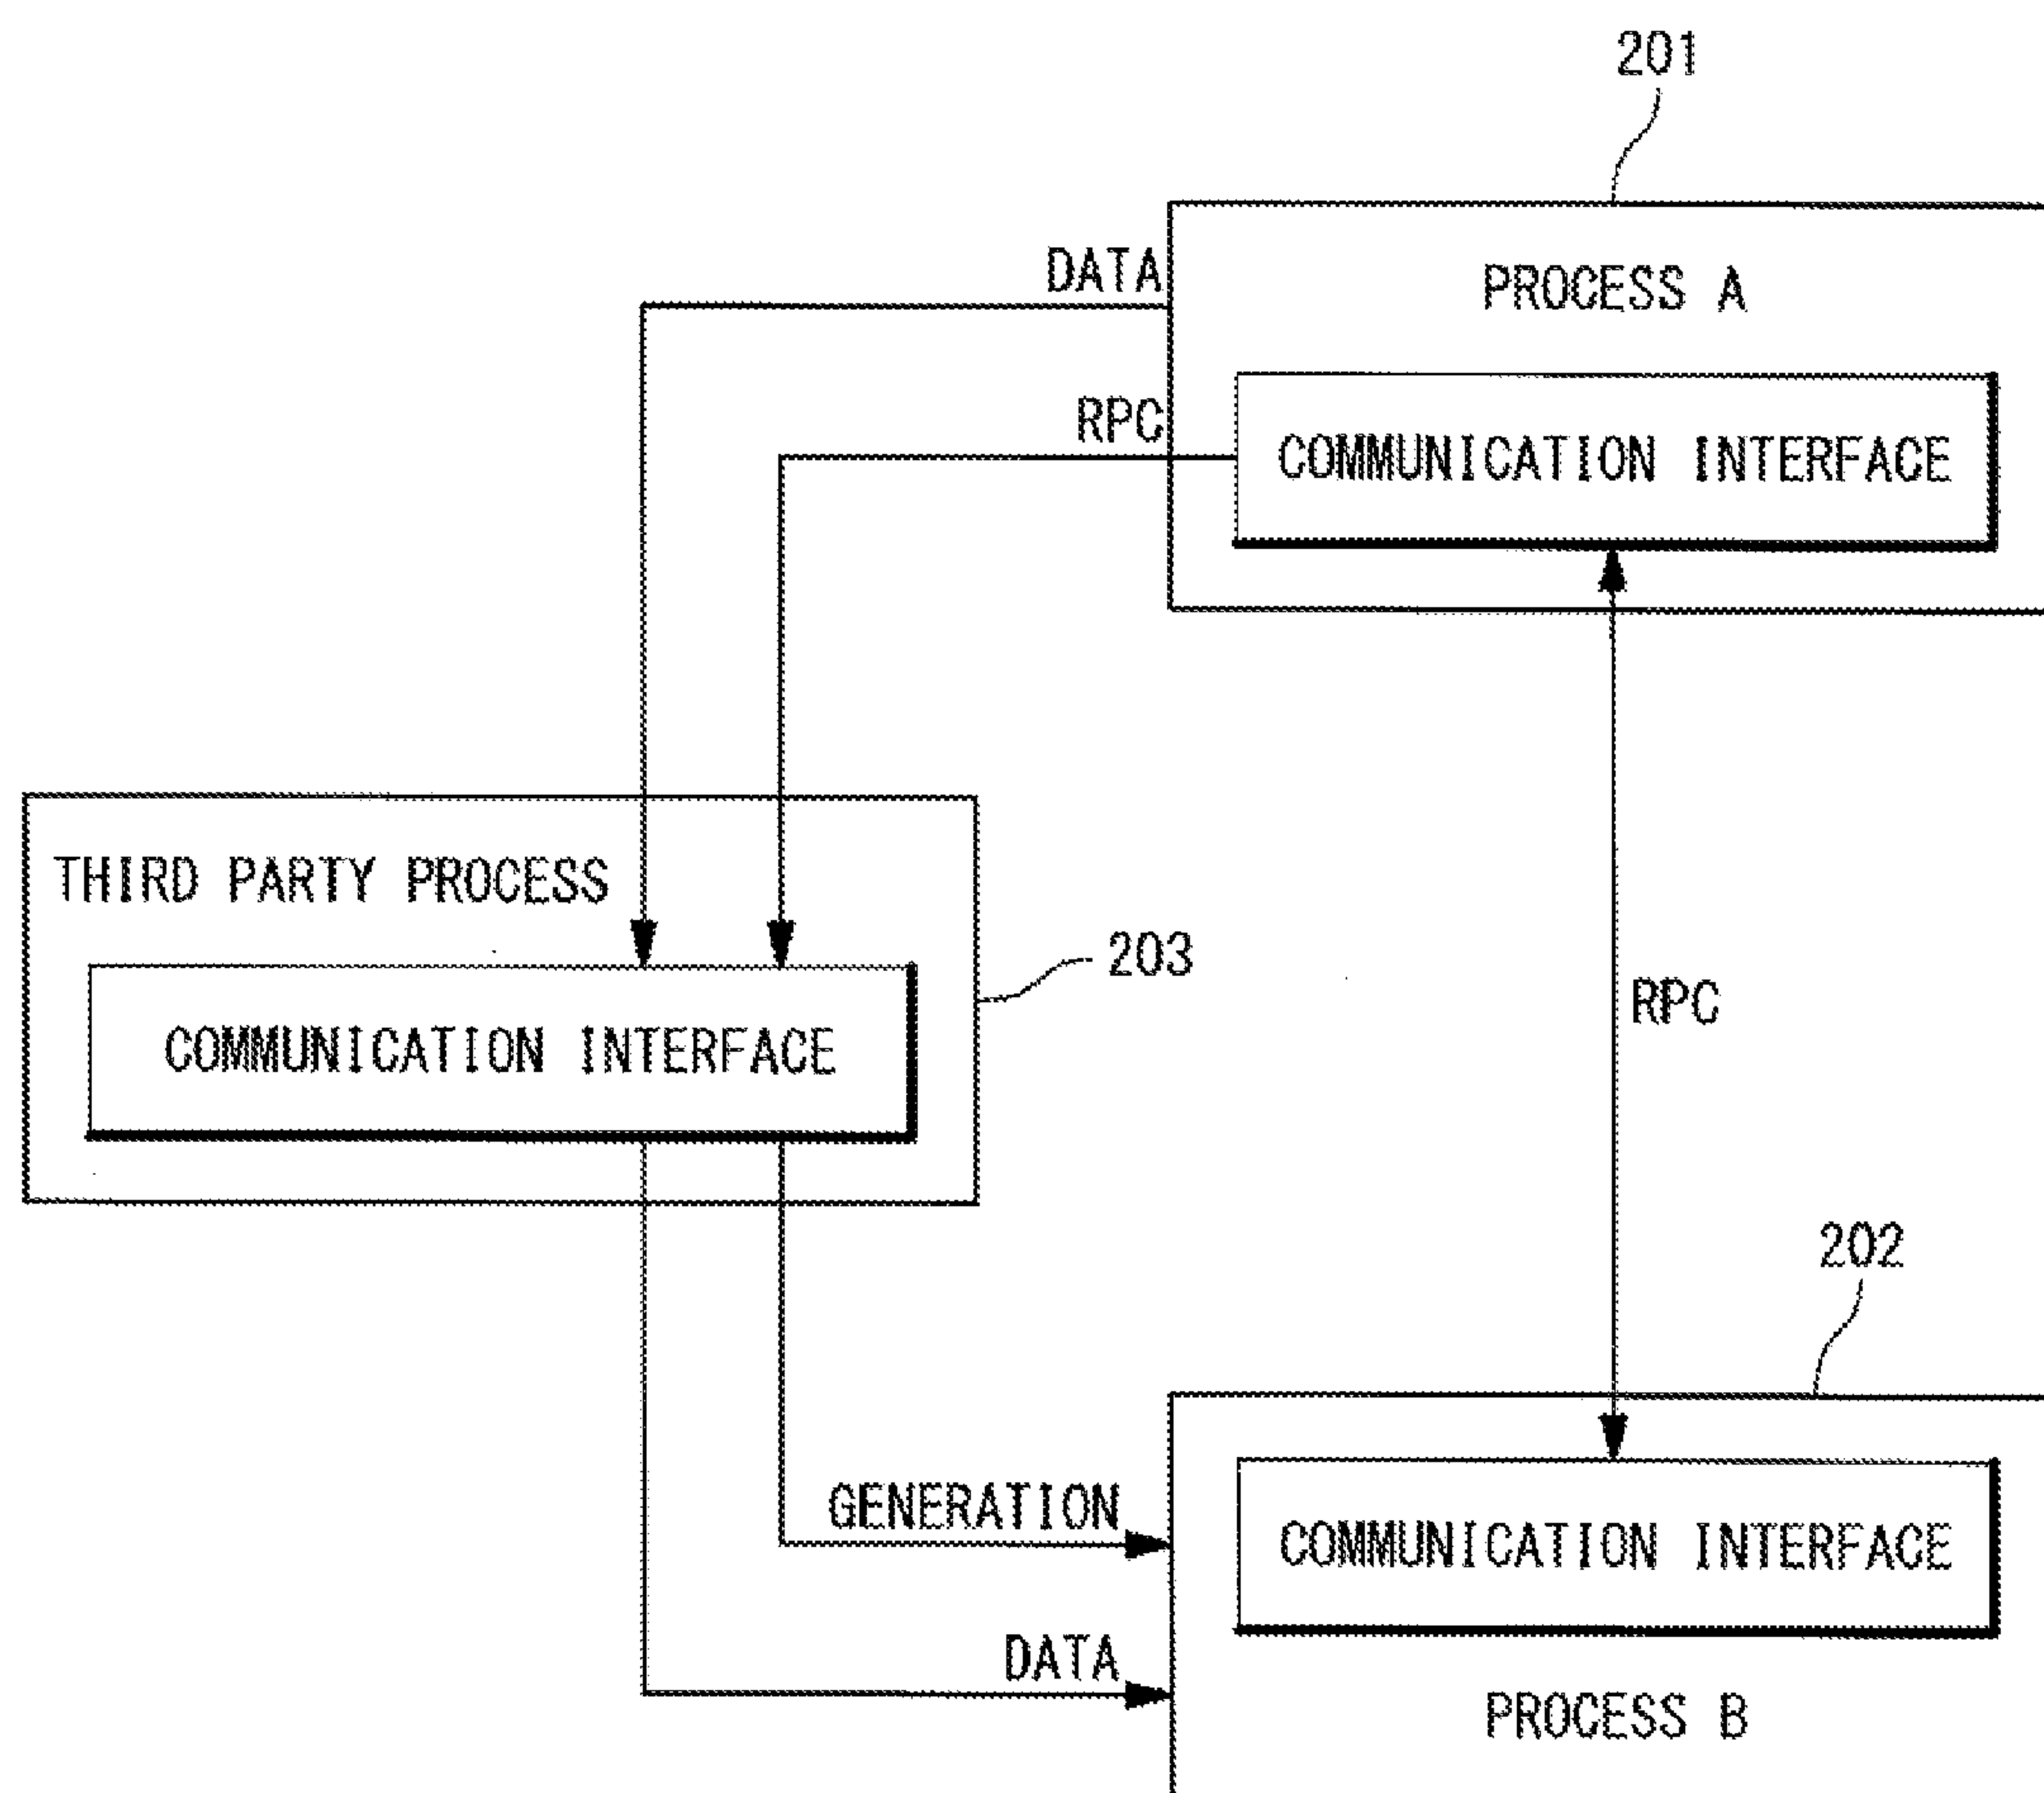 201
DATA
PROCESS A
RPC
COMMUNICATION INTERFACE
THIRD PARTY PROCESS
203
COMMUNICATION INTERFACE
RPC
202
GENERATION
COMMUNICATION INTERFACE
DATA
PROCESS B